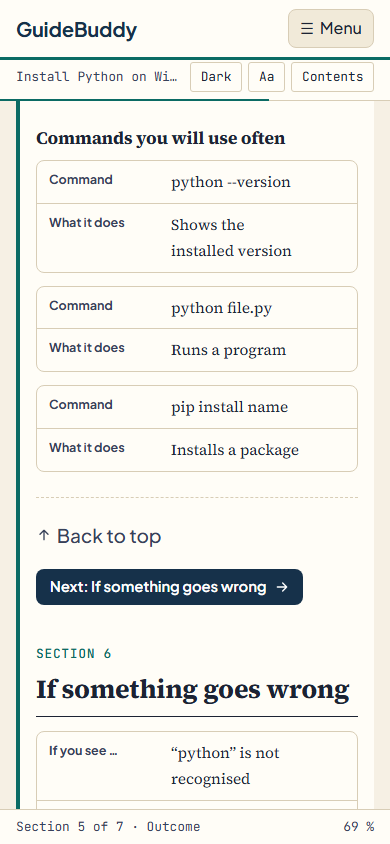 GuideBuddy
☰ Menu
Install Python on Wi…
Dark
Aa
Contents
Commands you will use often
Command
python --version
What it does
Shows the
installed version
Command
python file.py
What it does
Runs a program
Command
pip install name
What it does
Installs a package
↑ Back to top
Next: If something goes wrong →
SECTION 6
If something goes wrong
If you see …
“python” is not
recognised
Section 5 of 7 · Outcome
69 %